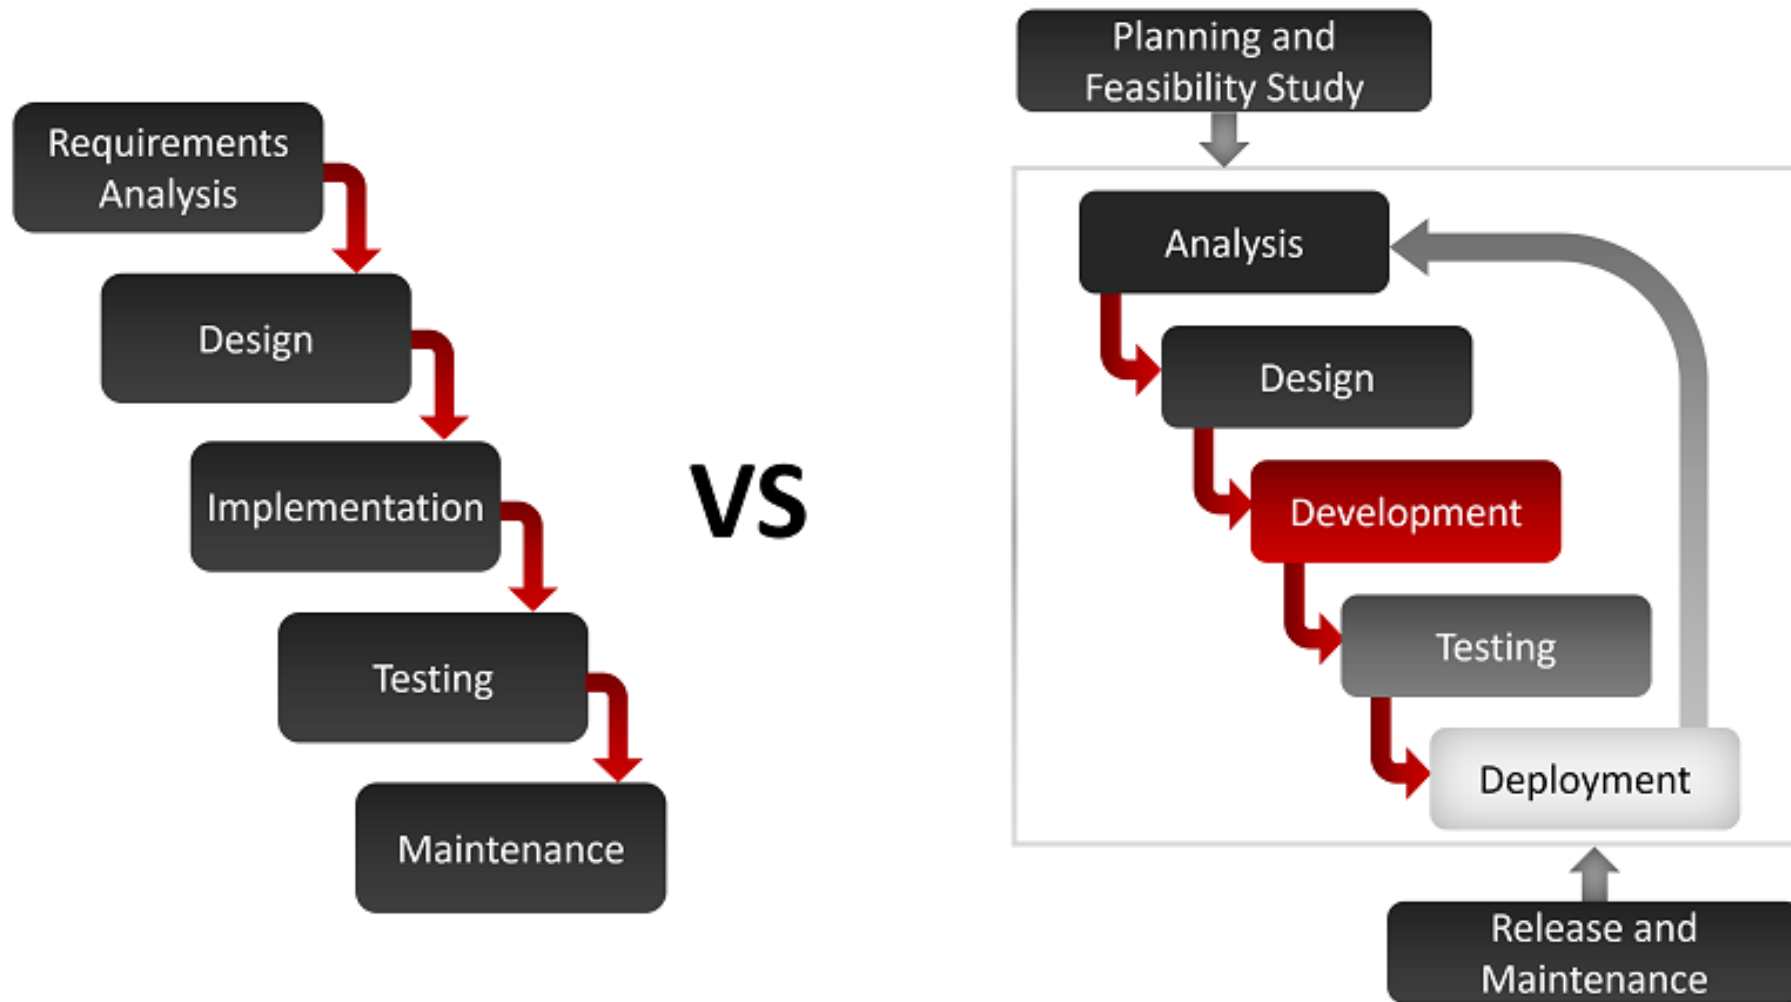 Requirements
Analysis
Design
Implementation
Testing
Maintenance
VS
Planning and
Feasibility Study
Analysis
Design
Development
Testing
Deployment
Release and
Maintenance